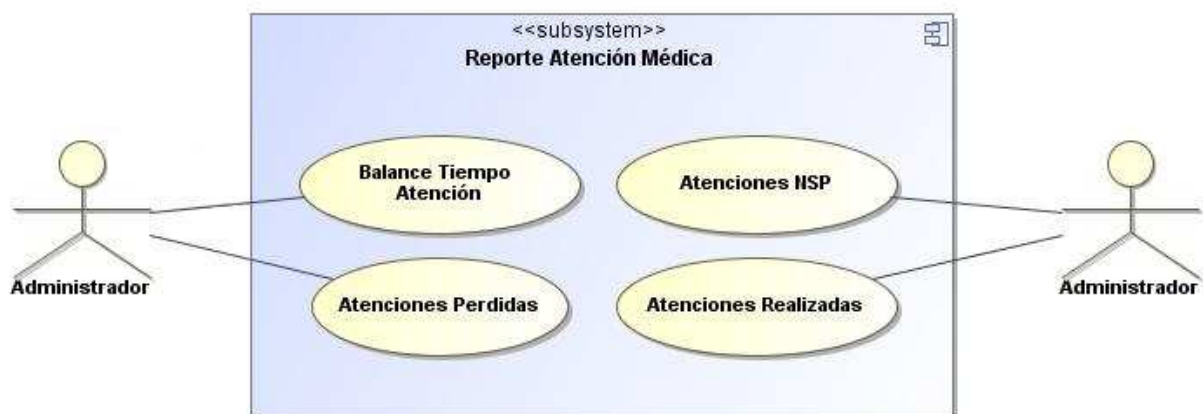 <<subsystem>>
Reporte Atención Médica
Balance Tiempo
Atención
Atenciones NSP
Administrador
Atenciones Perdidas
Atenciones Realizadas
Administrador